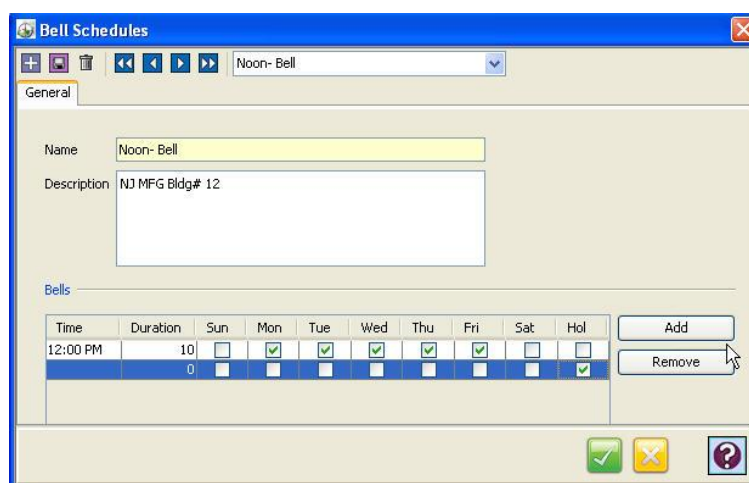 Bell Schedules
Noon- Bell
General
Name Noon- Bell
Description NJ MFG Bldg# 12
Bells
Time Duration Sun Mon Tue Wed Thu Fri Sat Hol Add
12:00 PM 10
0 Remove
?